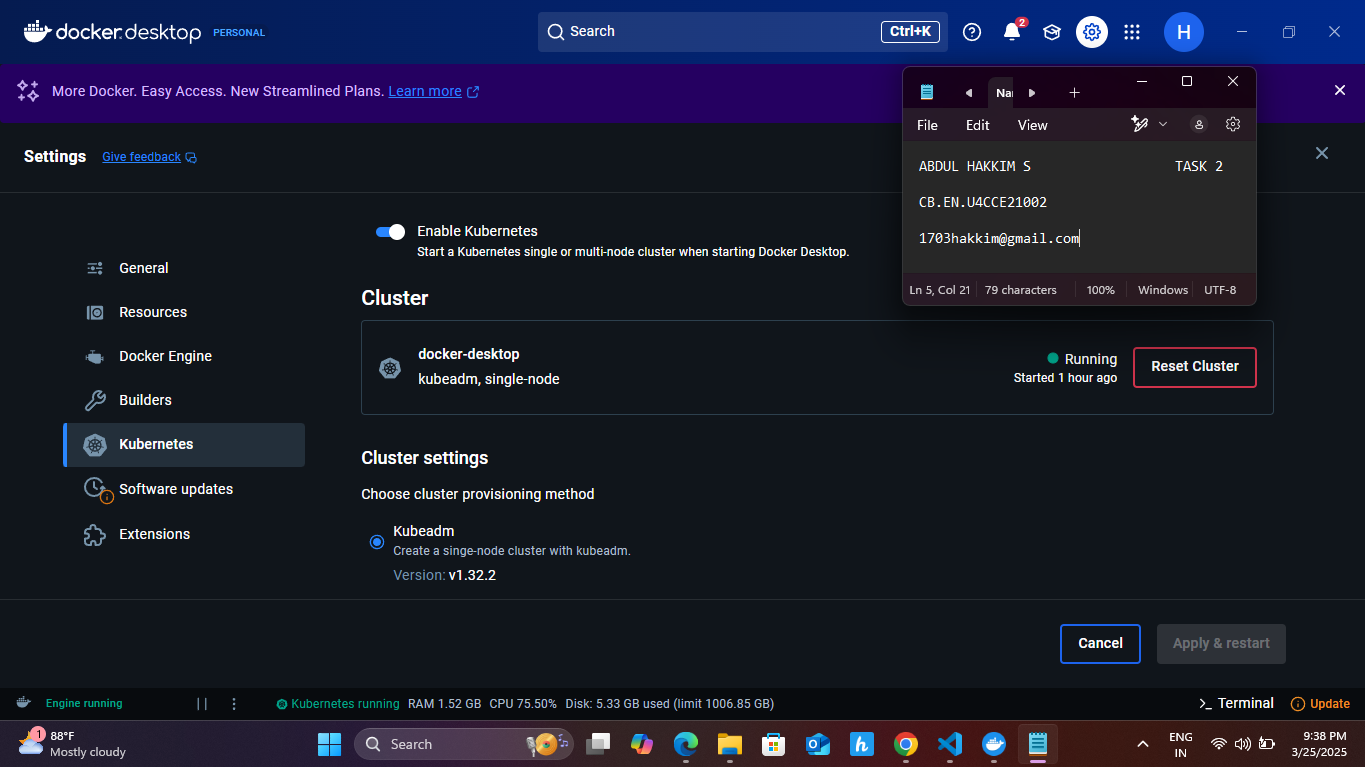 docker.desktop PERSONAL
Search Ctrl+K
2
H
More Docker. Easy Access. New Streamlined Plans. Learn more
Settings Give feedback
General
Resources
Docker Engine
Builders
Kubernetes
Software updates
Extensions
Enable Kubernetes
Start a Kubernetes single or multi-node cluster when starting Docker Desktop.
Cluster
docker-desktop
kubeadm, single-node
Running
Started 1 hour ago
Reset Cluster
Cluster settings
Choose cluster provisioning method
Kubeadm
Create a singe-node cluster with kubeadm.
Version: v1.32.2
Cancel Apply & restart
File Edit View
ABDUL HAKKIM S TASK 2
CB.EN.U4CCE21002
1703hakkim@gmail.com
Ln 5, Col 21 79 characters 100% Windows UTF-8
Engine running Kubernetes running RAM 1.52 GB CPU 75.50% Disk: 5.33 GB used (limit 1006.85 GB) Terminal Update
1
88°F
Mostly cloudy
Search
h
ENG
IN
9:38 PM
3/25/2025